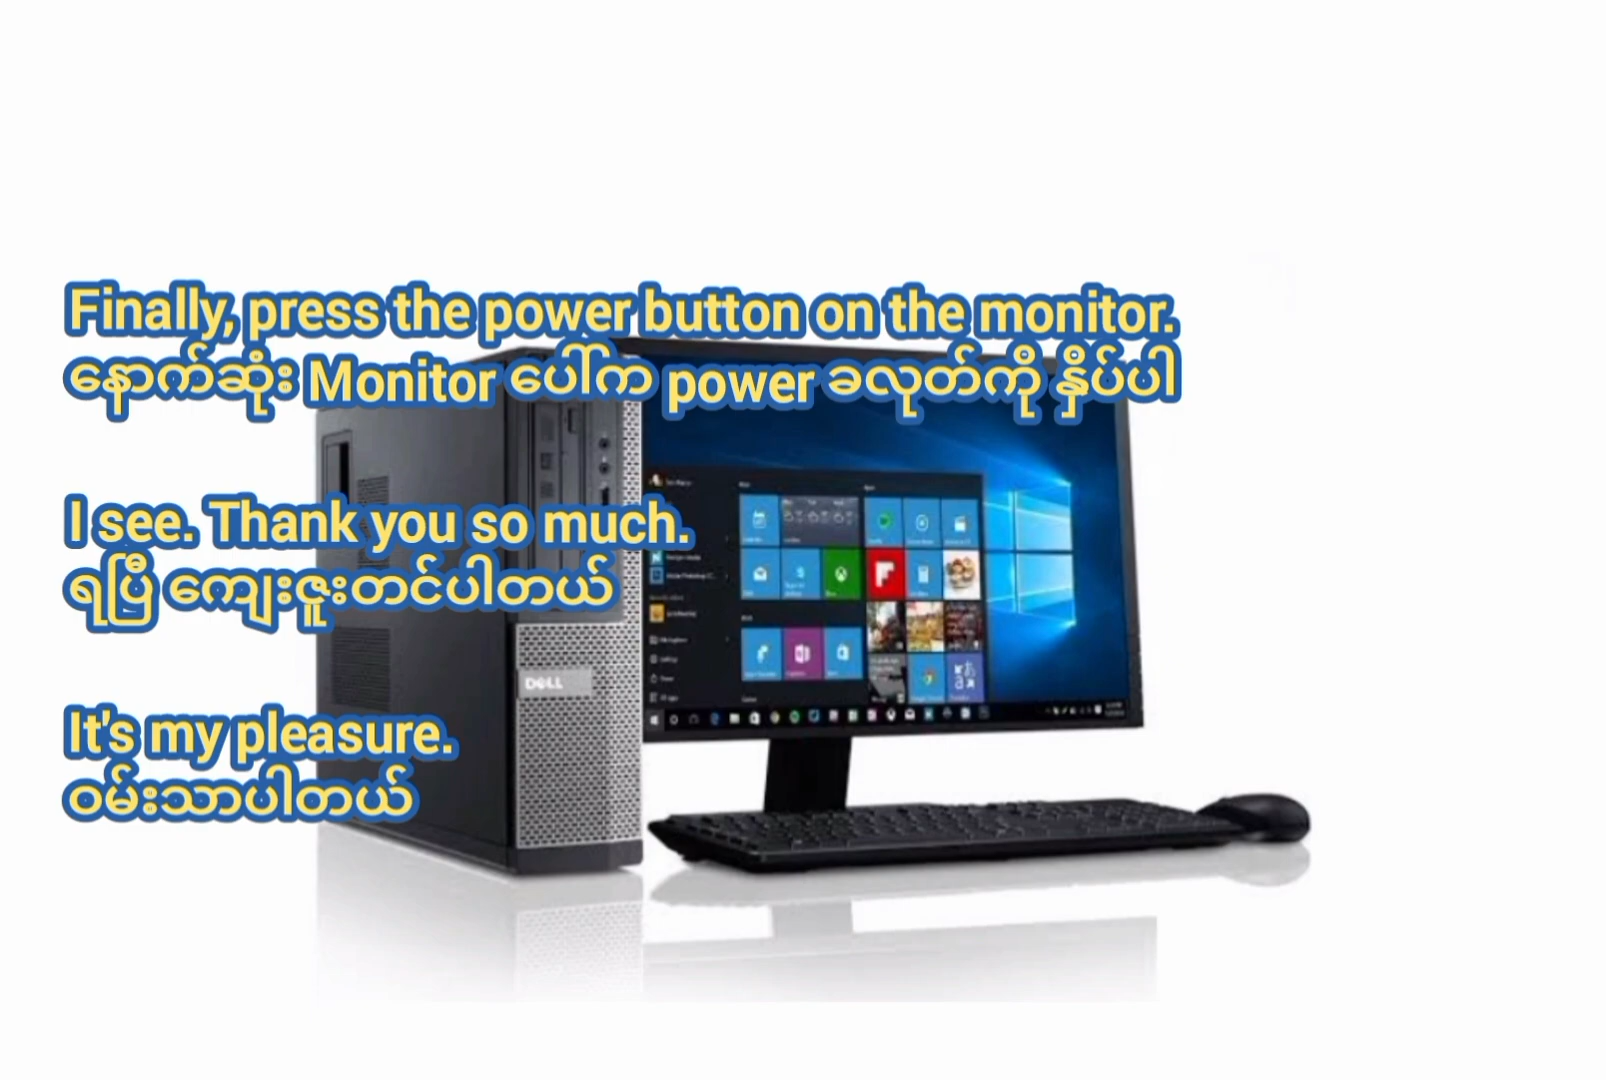 Finally, press the power button on the monitor.
နောက်ဆုံး Monitor ပေါ်က power ခလုတ်ကို နှိပ်ပါ
I see. Thank you so much.
ရပြီ ကျေးဇူးတင်ပါတယ်
It's my pleasure.
ဝမ်းသာပါတယ်
DELL